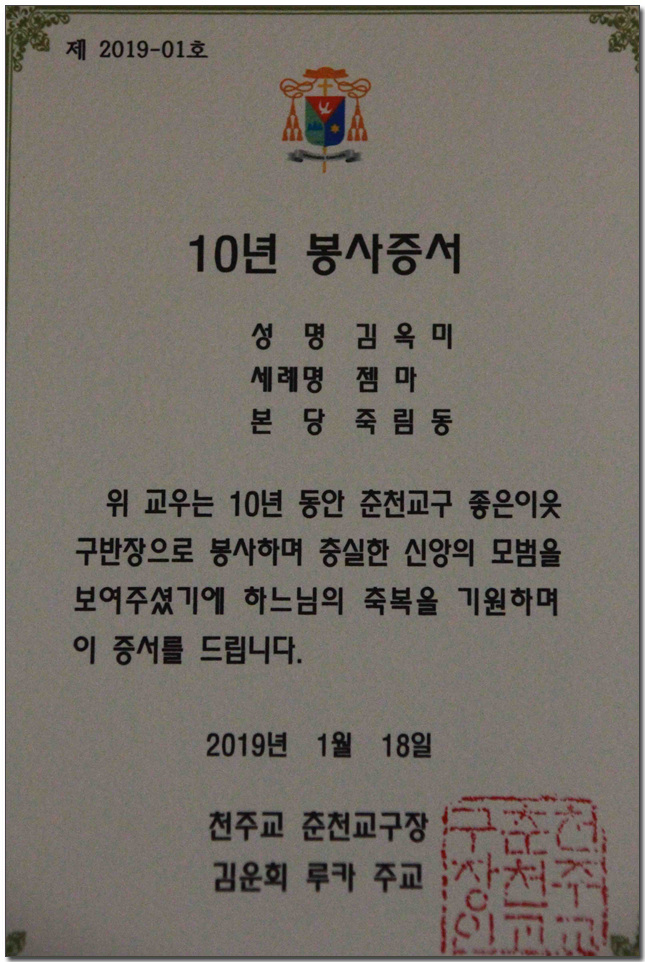 제 2019-01호
10년 봉사증서
성 명 김 옥 미
세례명 젬 마
본 당 죽 림 동
위 교우는 10년 동안 춘천교구 좋은이웃
구반장으로 봉사하며 충실한 신앙의 모범을
보여주셨기에 하느님의 축복을 기원하며
이 증서를 드립니다.
2019년 1월 18일
천주교 춘천교구장
김운회 루카 주교
천주교
춘천교
구장인